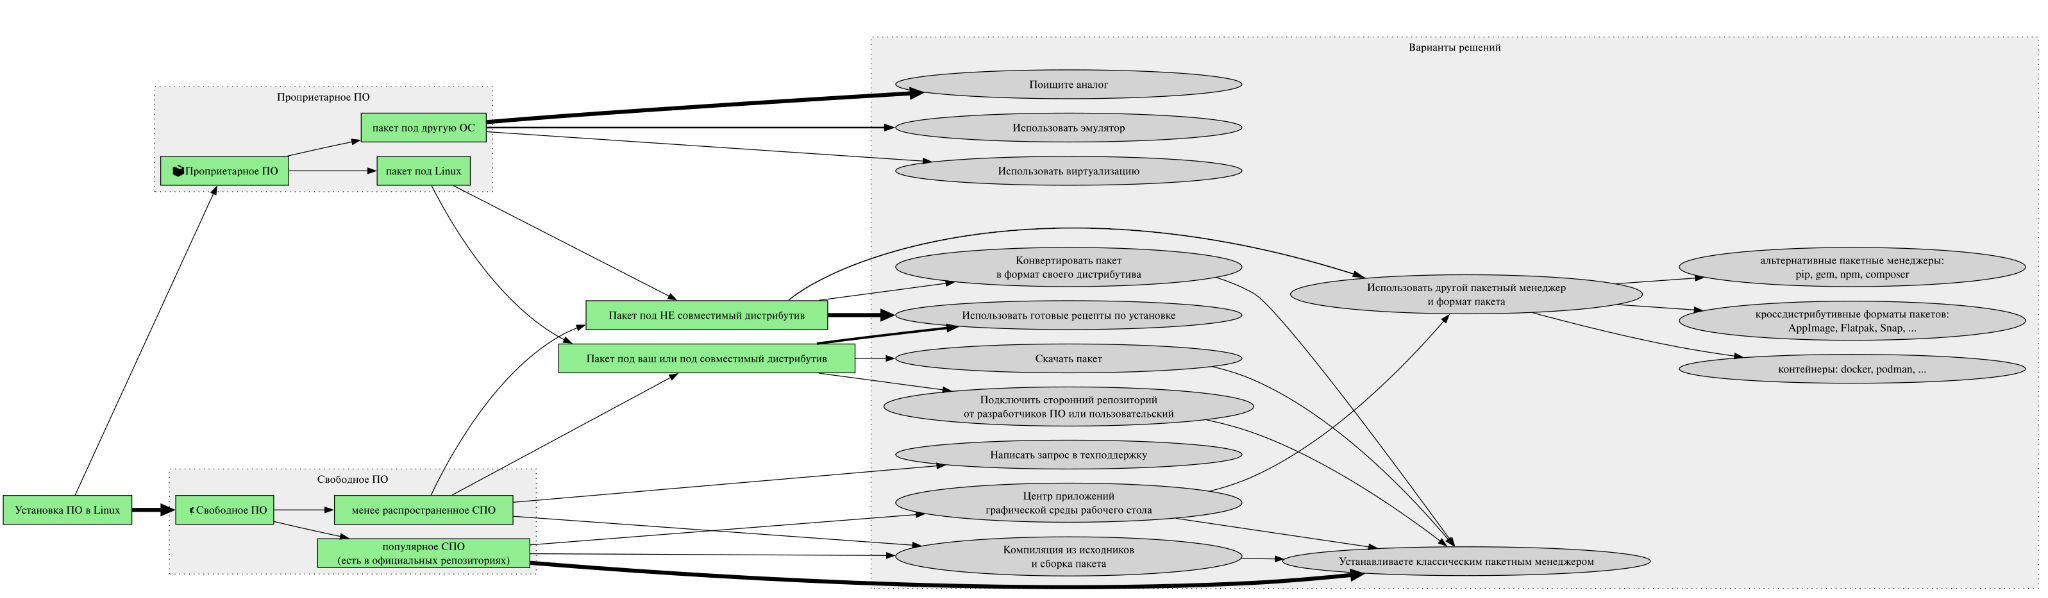 Варианты решений
Проприетарное ПО
пакет под другую ОС
Проприетарное ПО
пакет под Linux
Поищите аналог
Использовать эмулятор
Использовать виртуализацию
Конвертировать пакет
в формат своего дистрибутива
Пакет под НЕ совместимый дистрибутив
Использовать готовые рецепты по установке
Пакет под ваш или под совместимый дистрибутив
Скачать пакет
Подключить сторонний репозиторий
от разработчиков ПО или пользовательский
Использовать другой пакетный менеджер
и формат пакета
альтернативные пакетные менеджеры:
pip, gem, npm, composer
кроссдистрибутивные форматы пакетов:
AppImage, Flatpak, Snap, ...
контейнеры: docker, podman, ...
Написать запрос в техподдержку
Свободное ПО
Установка ПО в Linux
Свободное ПО
менее распространенное СПО
популярное СПО
(есть в официальных репозиториях)
Центр приложений
графической среды рабочего стола
Компиляция из исходников
и сборка пакета
Устанавливаете классическим пакетным менеджером